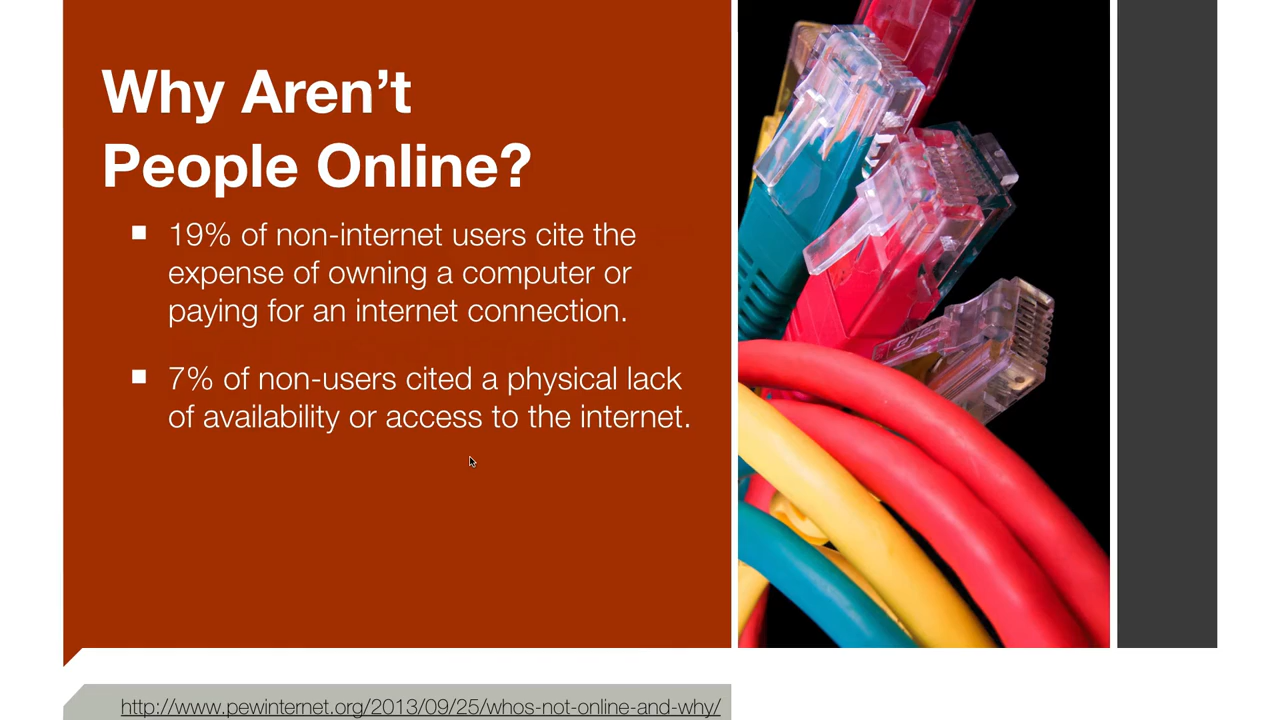 Why Aren’t
People Online?
19% of non-internet users cite the
expense of owning a computer or
paying for an internet connection.
7% of non-users cited a physical lack
of availability or access to the internet.
http://www.pewinternet.org/2013/09/25/whos-not-online-and-why/